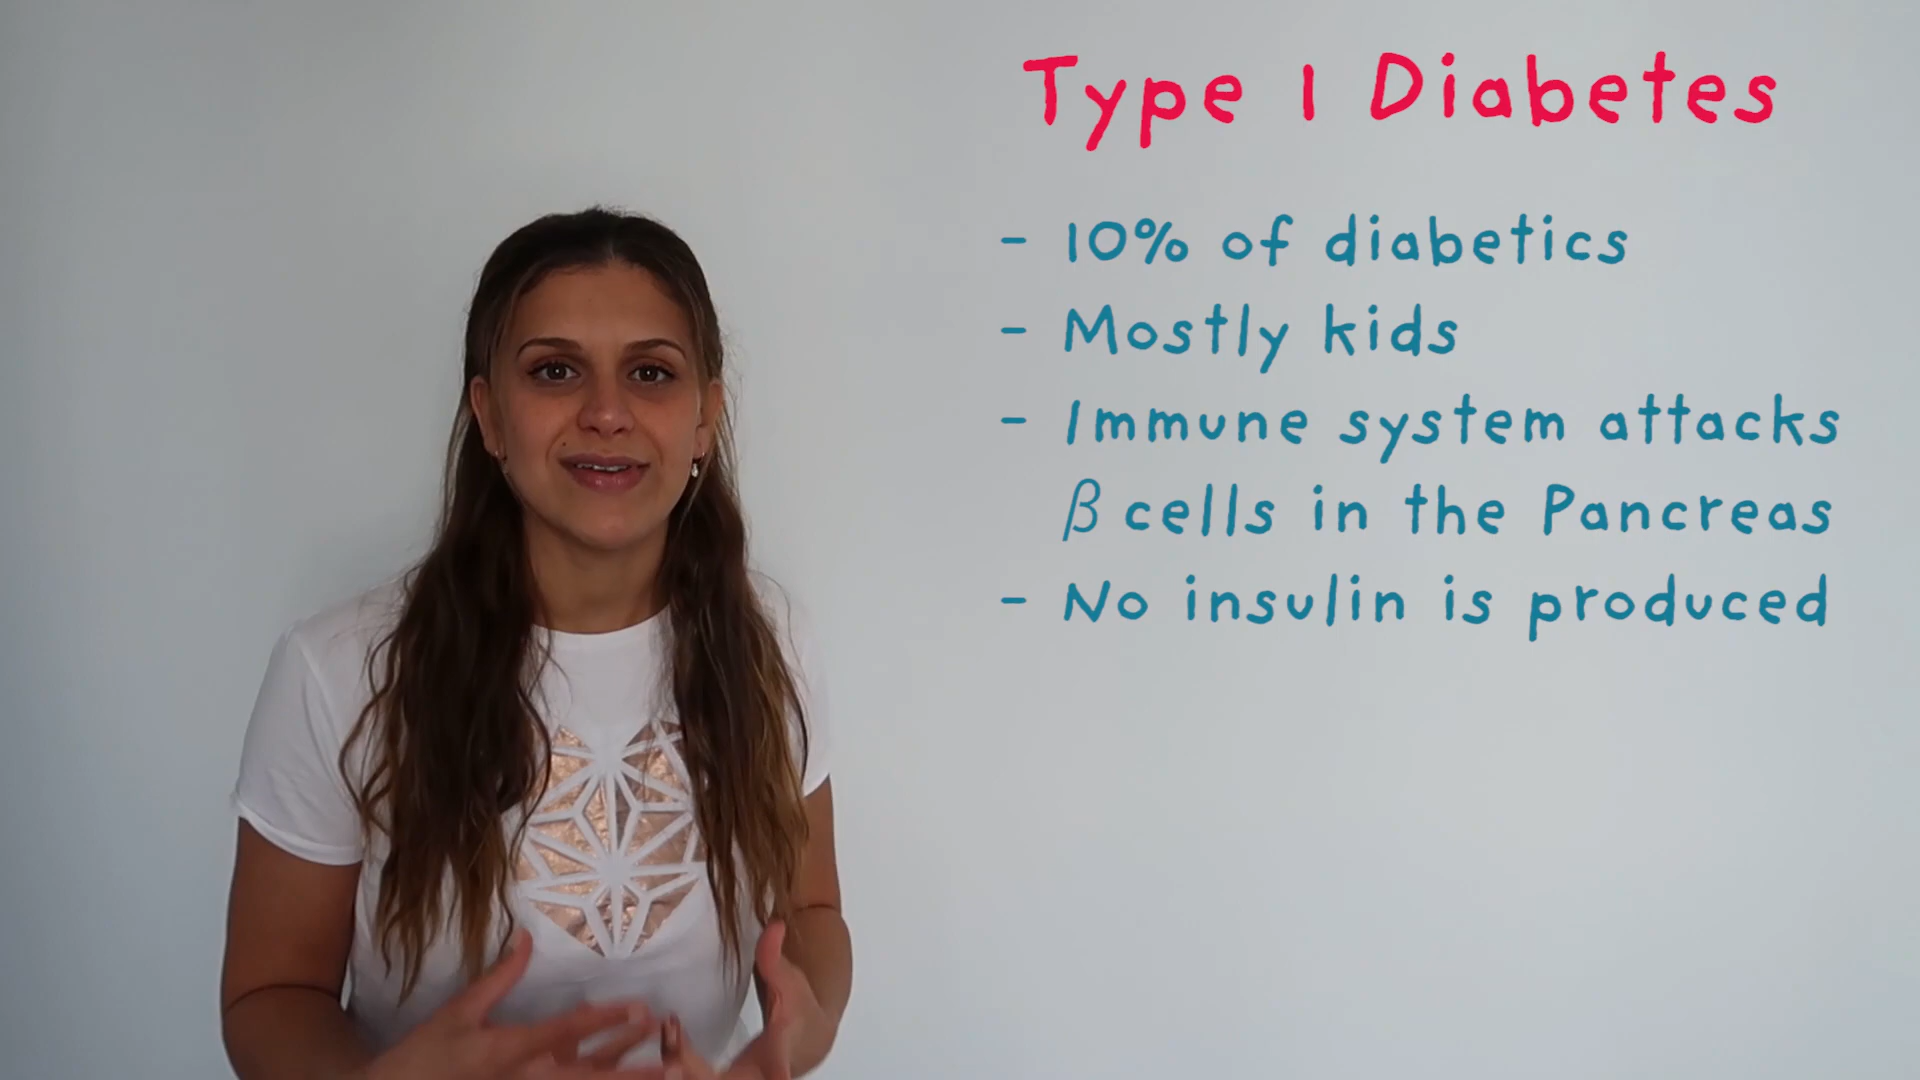 Type 1 Diabetes
- 10% of diabetics
- Mostly kids
- Immune system attacks
β cells in the Pancreas
- No insulin is produced